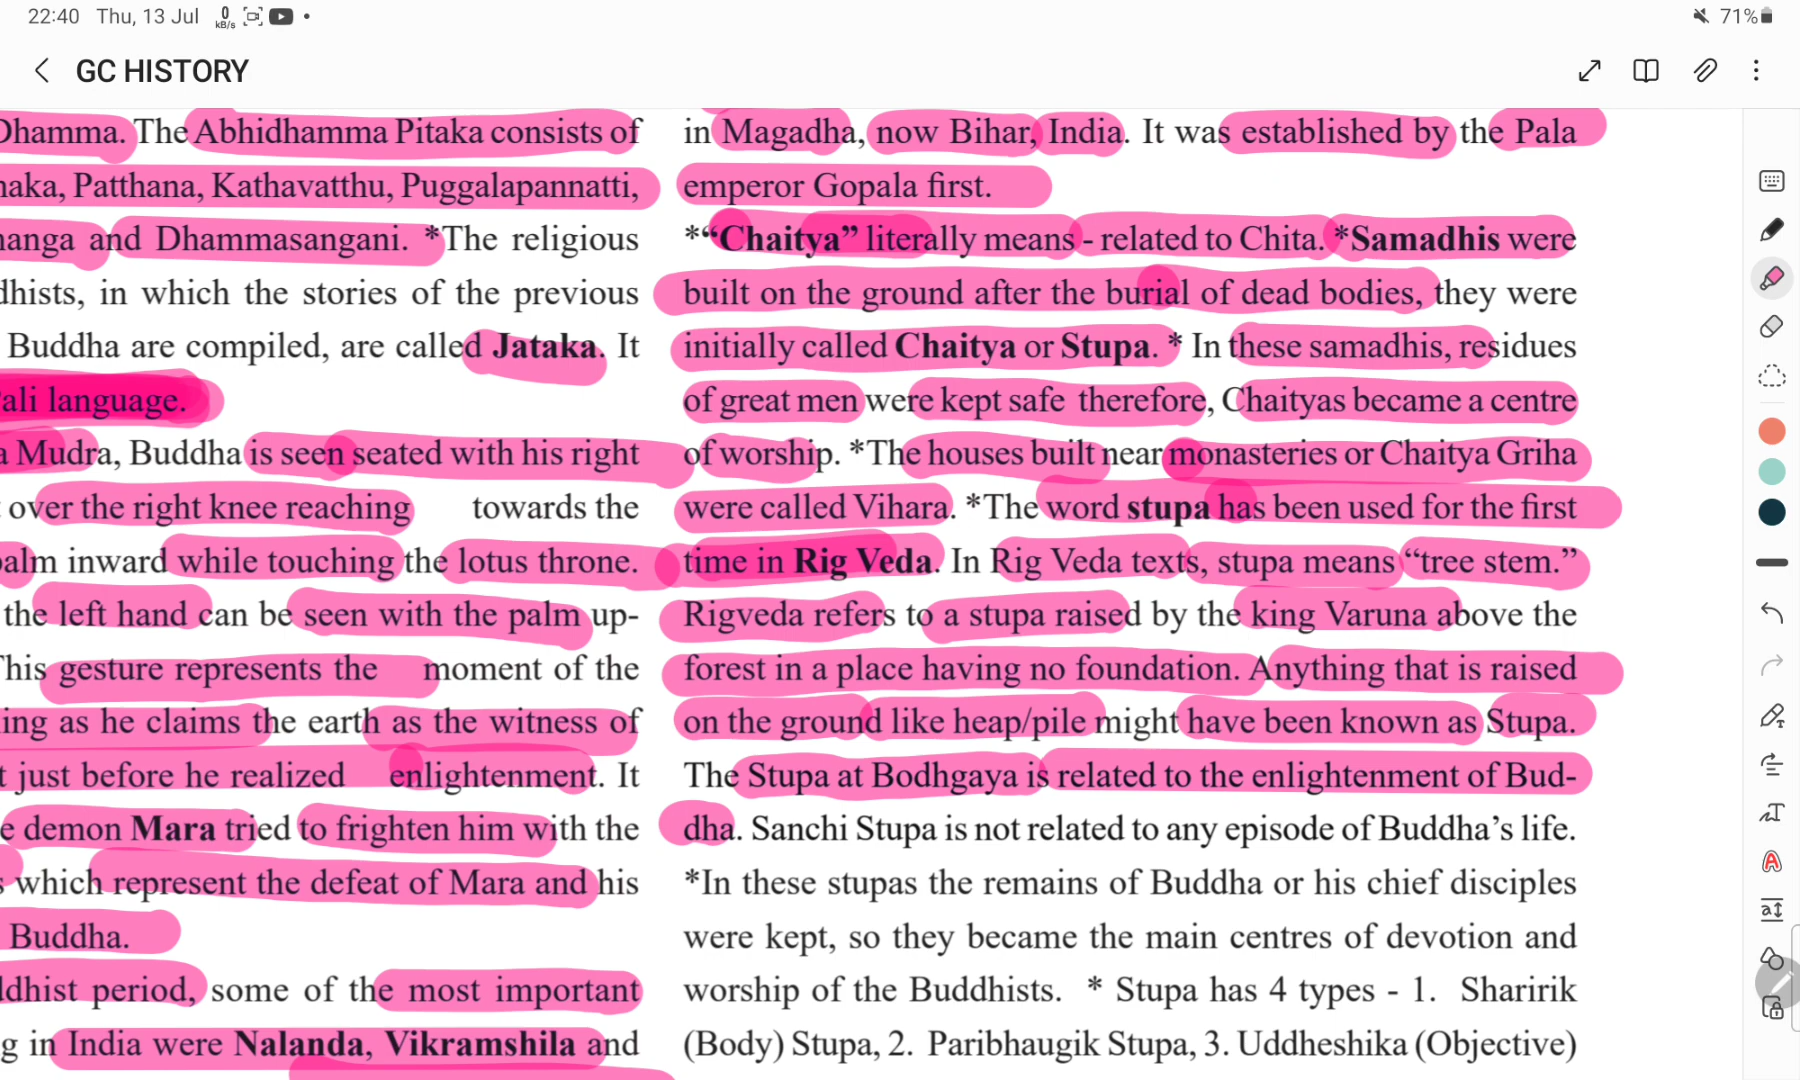 22:40 Thu, 13 Jul 0 kB/s
71%
GC HISTORY
Dhamma. The Abhidhamma Pitaka consists of
naka, Patthana, Kathavatthu, Puggalapannatti,
hanga and Dhammasangani. *The religious
dhists, in which the stories of the previous
Buddha are compiled, are called Jataka. It
Pali language.
a Mudra, Buddha is seen seated with his right
over the right knee reaching towards the
palm inward while touching the lotus throne.
the left hand can be seen with the palm up-
This gesture represents the moment of the
ing as he claims the earth as the witness of
t just before he realized enlightenment. It
e demon Mara tried to frighten him with the
s which represent the defeat of Mara and his
Buddha.
ddhist period, some of the most important
g in India were Nalanda, Vikramshila and
in Magadha, now Bihar, India. It was established by the Pala
emperor Gopala first.
*“Chaitya” literally means - related to Chita. *Samadhis were
built on the ground after the burial of dead bodies, they were
initially called Chaitya or Stupa. * In these samadhis, residues
of great men were kept safe therefore, Chaityas became a centre
of worship. *The houses built near monasteries or Chaitya Griha
were called Vihara. *The word stupa has been used for the first
time in Rig Veda. In Rig Veda texts, stupa means “tree stem.”
Rigveda refers to a stupa raised by the king Varuna above the
forest in a place having no foundation. Anything that is raised
on the ground like heap/pile might have been known as Stupa.
The Stupa at Bodhgaya is related to the enlightenment of Bud-
dha. Sanchi Stupa is not related to any episode of Buddha’s life.
*In these stupas the remains of Buddha or his chief disciples
were kept, so they became the main centres of devotion and
worship of the Buddhists. * Stupa has 4 types - 1. Sharirik
(Body) Stupa, 2. Paribhaugik Stupa, 3. Uddheshika (Objective)